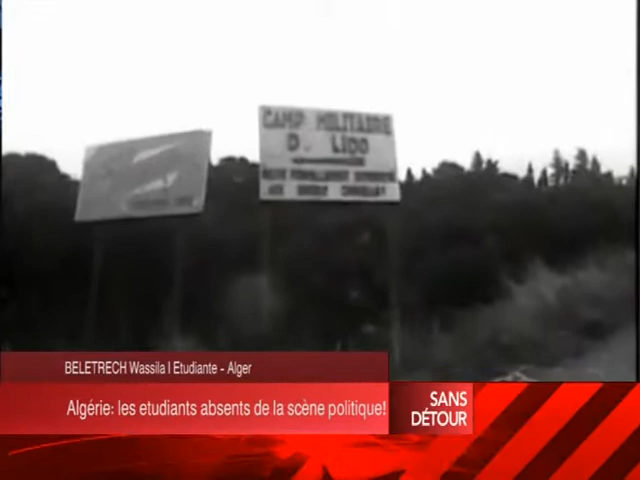 CAMP MILITAIRE
D. LIDO
BELETRECH Wassila I Etudiante - Alger
Algérie: les etudiants absents de la scène politique!
SANS
DÉTOUR